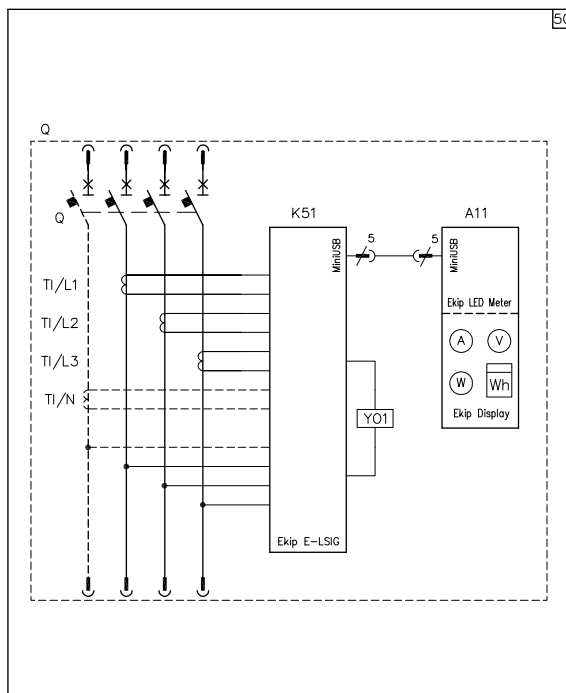 50
Q
Q
K51
A11
5
5
MiniUSB
MiniUSB
TI/L1
Ekip LED Meter
TI/L2
A
V
TI/L3
W
Wh
TI/N
YO1
Ekip Display
Ekip E-LSIG